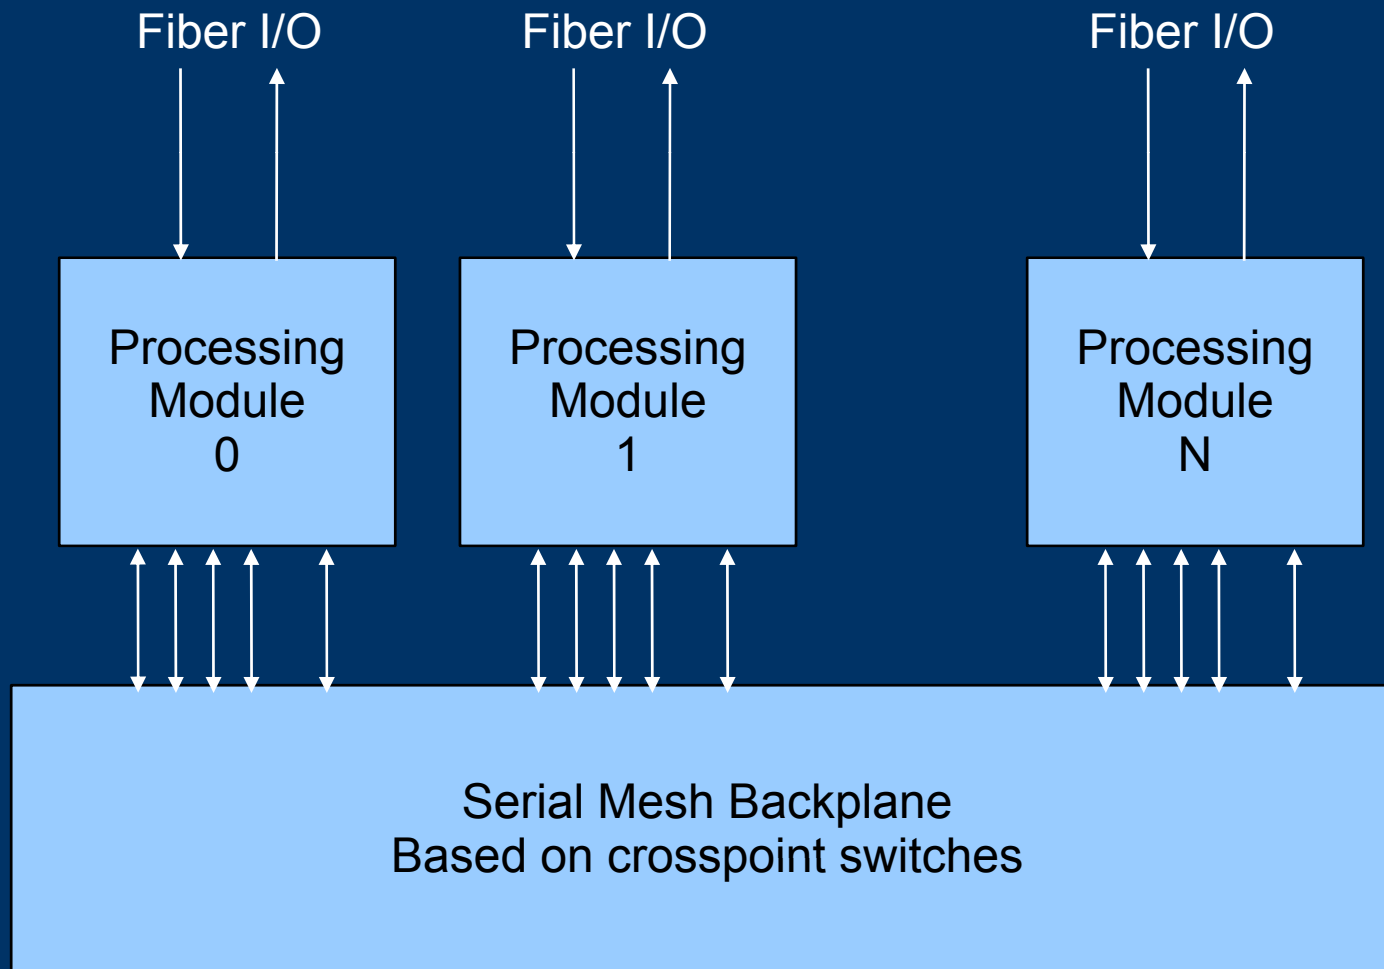 Fiber I/O
Fiber I/O
Fiber I/O
Processing
Module
0
Processing
Module
1
Processing
Module
N
Serial Mesh Backplane
Based on crosspoint switches